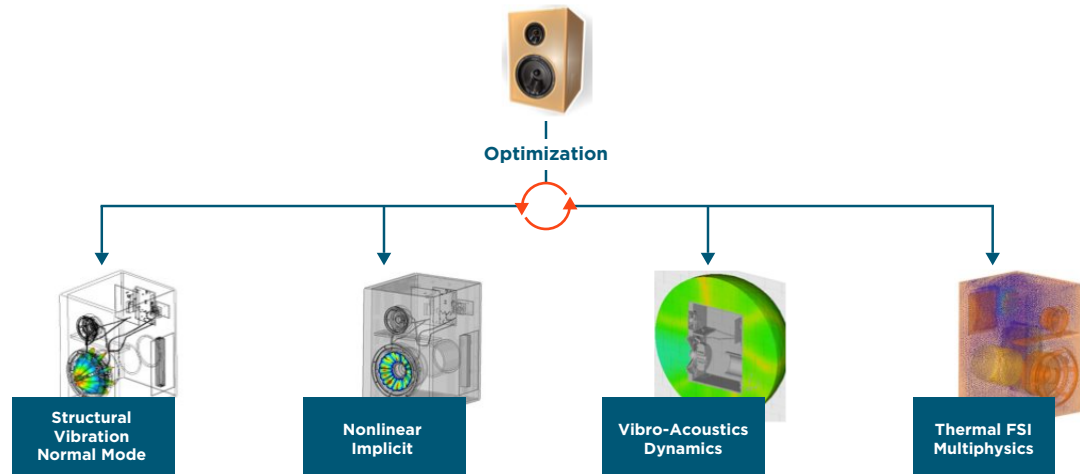 Optimization
Structural
Vibration
Normal Mode
Nonlinear
Implicit
Vibro-Acoustics
Dynamics
Thermal FSI
Multiphysics